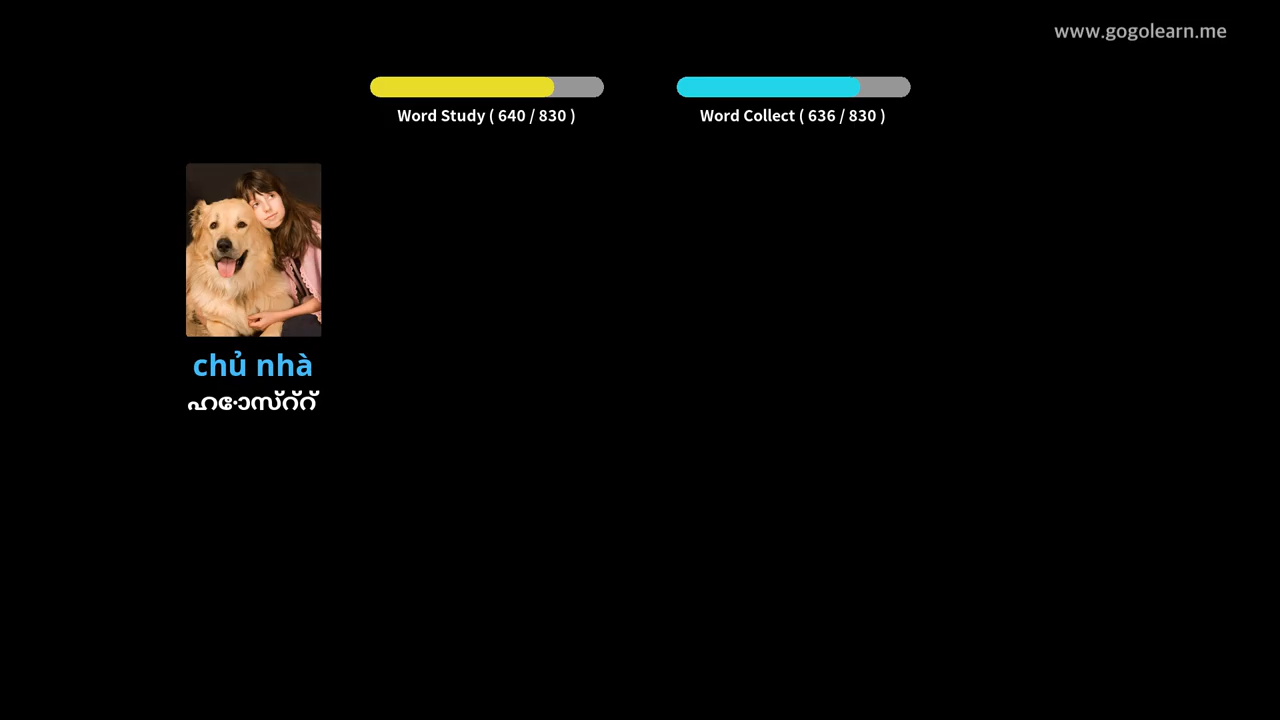 www.gogolearn.me
Word Study ( 640 / 830 )
Word Collect ( 636 / 830 )
chủ nhà
ഹോസ്റ്റ്